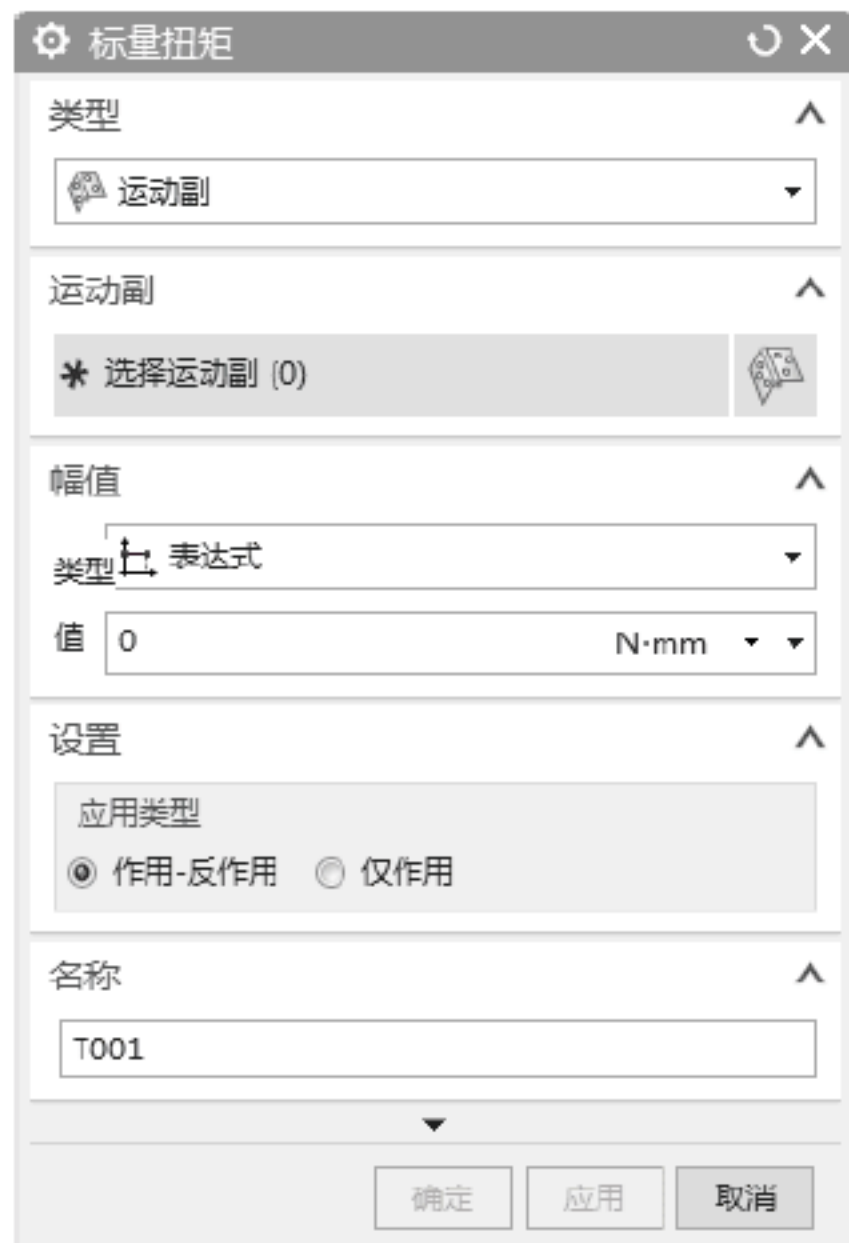 标量扭矩
类型
运动副
运动副
选择运动副 (0)
幅值
类型 表达式
值 0 N·mm
设置
应用类型
作用-反作用 仅作用
名称
T001
确定 应用 取消